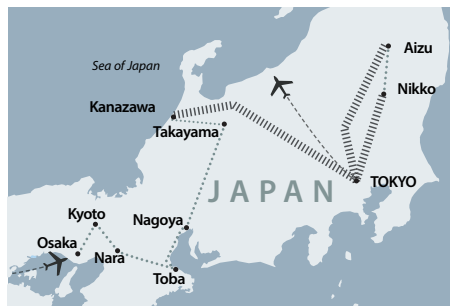 Aizu
Sea of Japan
Nikko
Kanazawa
Takayama
TOKYO
JAPAN
Kyoto
Nagoya
Osaka
Nara
Toba